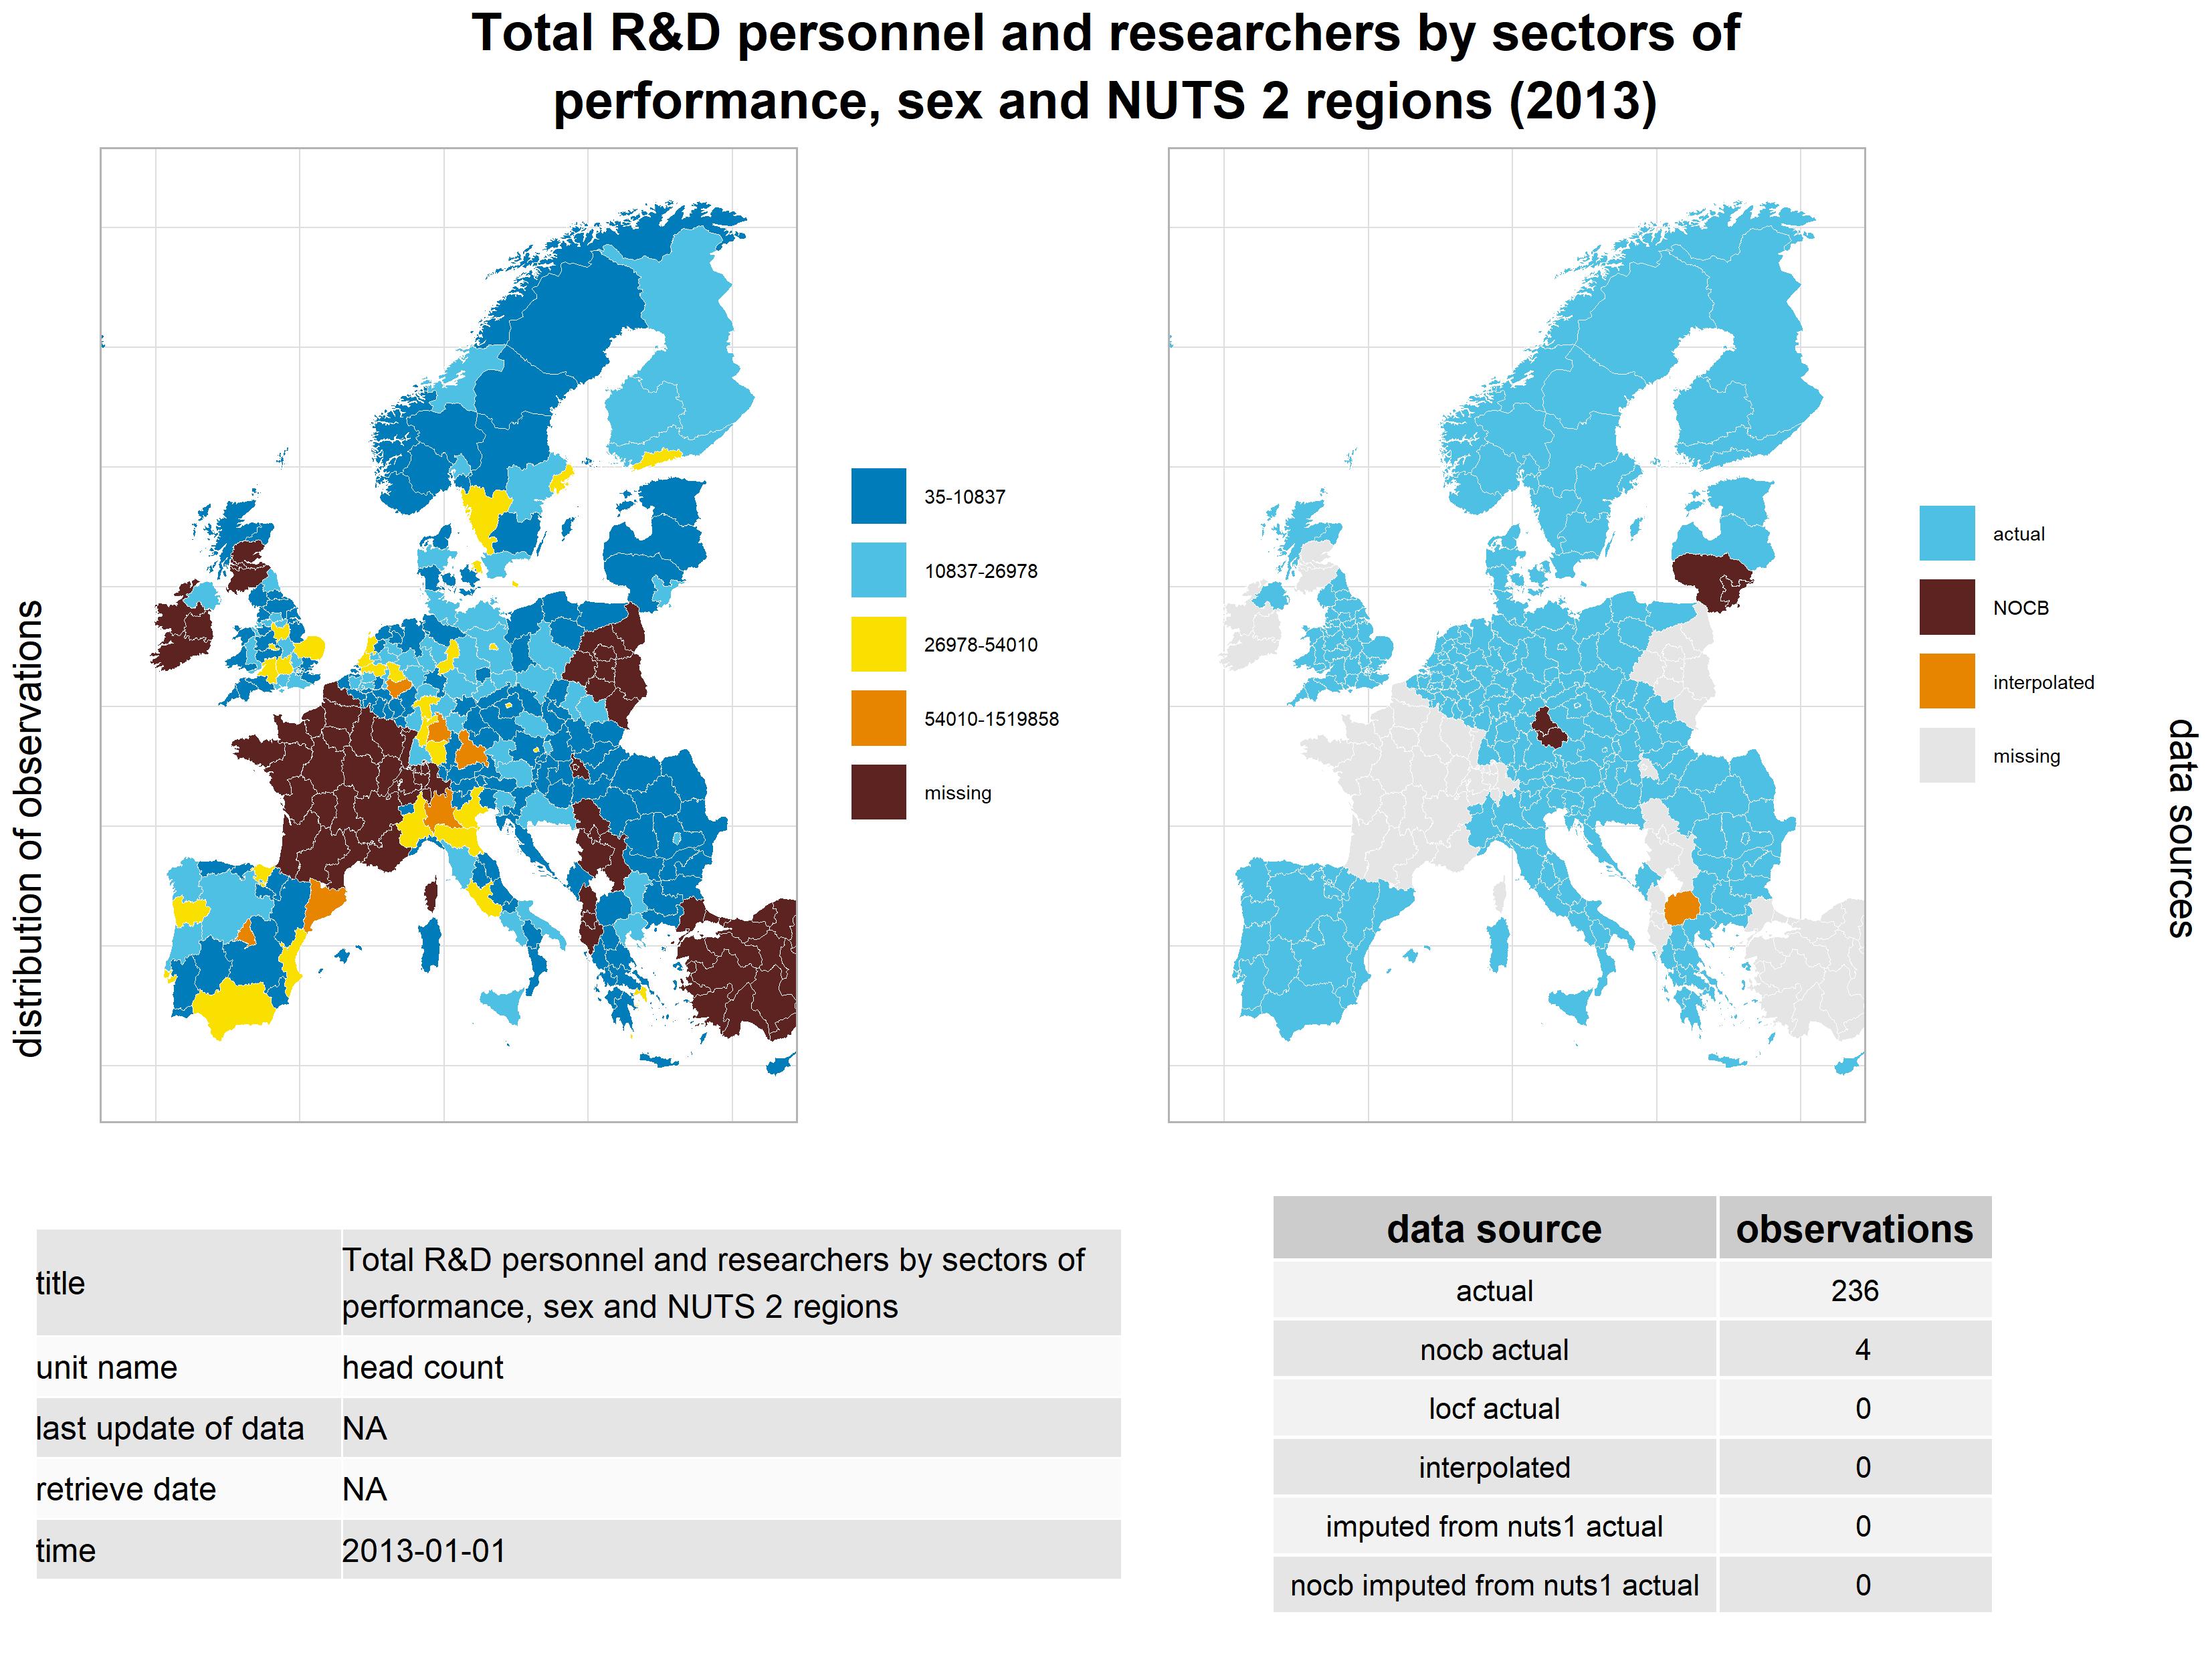 Total R&D personnel and researchers by sectors of
performance, sex and NUTS 2 regions (2013)
distribution of observations
35-10837
10837-26978
26978-54010
54010-1519858
missing
actual
NOCB
interpolated
missing
data sources
title Total R&D personnel and researchers by sectors of
performance, sex and NUTS 2 regions
unit name head count
last update of data NA
retrieve date NA
time 2013-01-01
data source observations
actual 236
nocb actual 4
locf actual 0
interpolated 0
imputed from nuts1 actual 0
nocb imputed from nuts1 actual 0